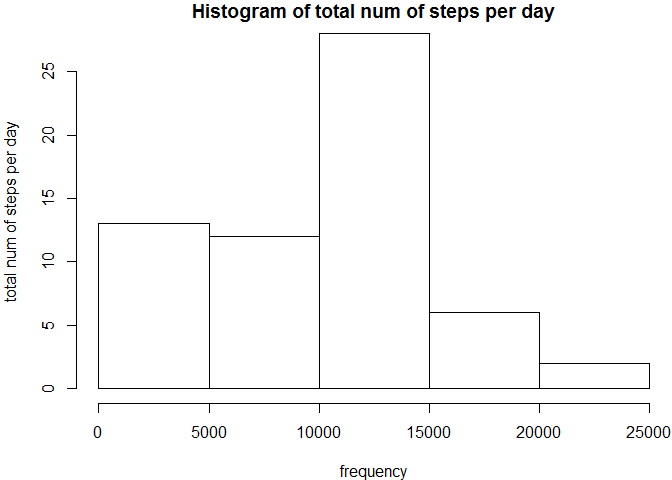 Histogram of total num of steps per day
total num of steps per day
25
20
15
10
5
0
0 5000 10000 15000 20000 25000
frequency